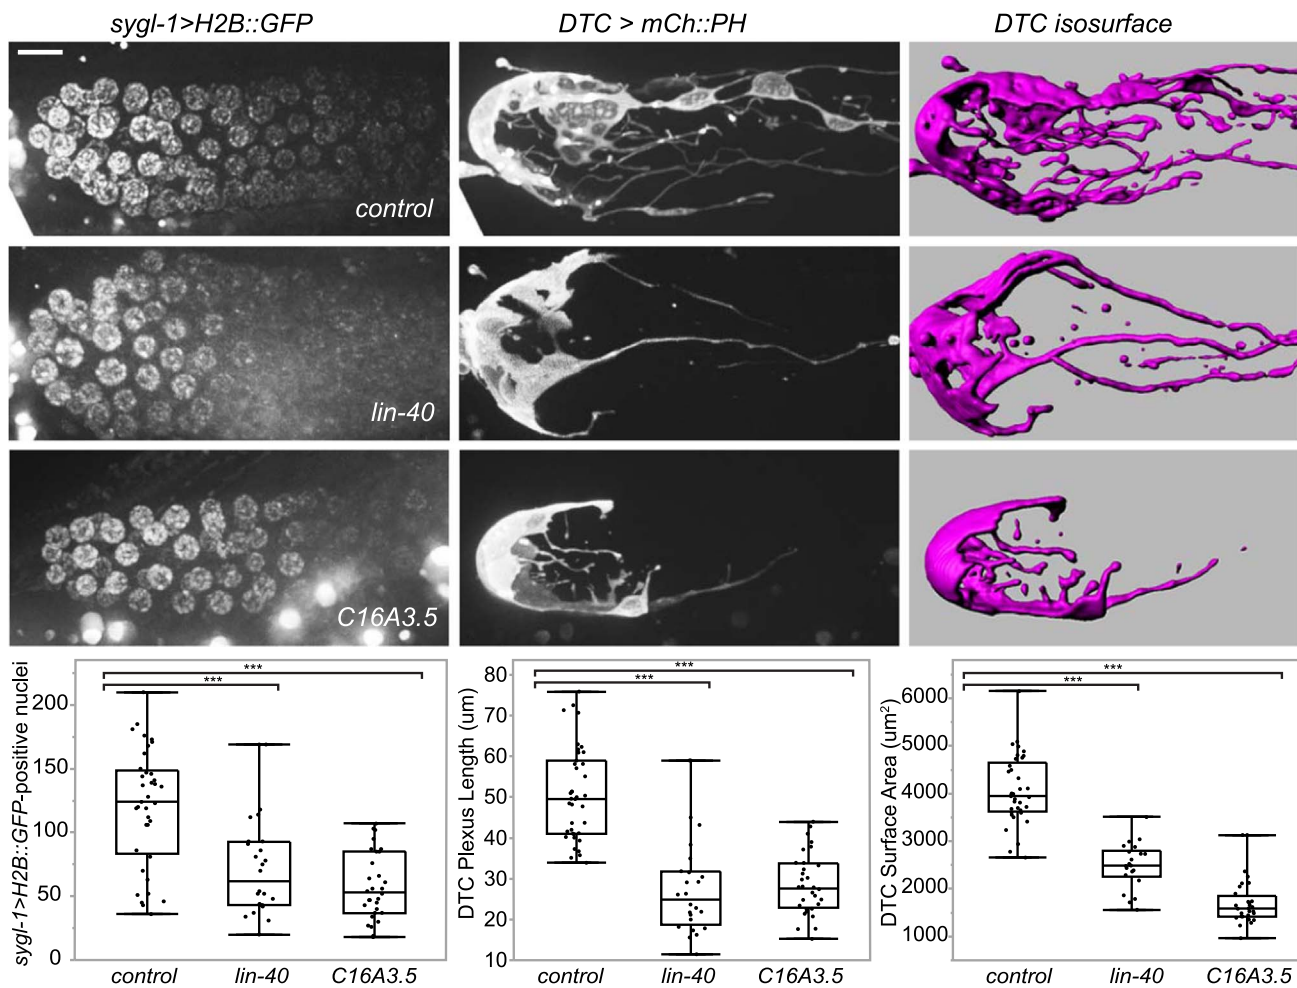 sygl-1>H2B::GFP
DTC > mCh::PH
DTC isosurface
control
lin-40
C16A3.5
sygl-1>H2B::GFP-positive nuclei
200
150
100
50
0
***
***
control
lin-40
C16A3.5
DTC Plexus Length (um)
80
70
60
50
40
30
20
10
***
***
control
lin-40
C16A3.5
DTC Surface Area (um²)
6000
5000
4000
3000
2000
1000
***
***
control
lin-40
C16A3.5